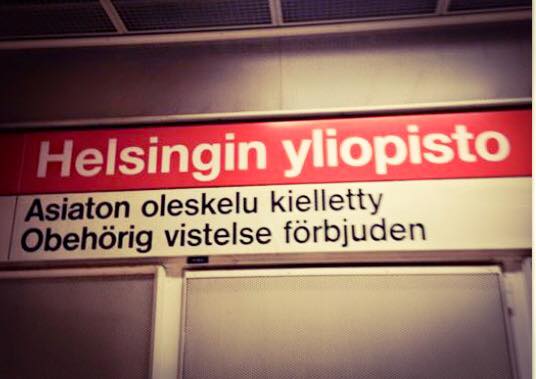 Helsingin yliopisto
Asiaton oleskelu kielletty
Obehörig vistelse förbjuden